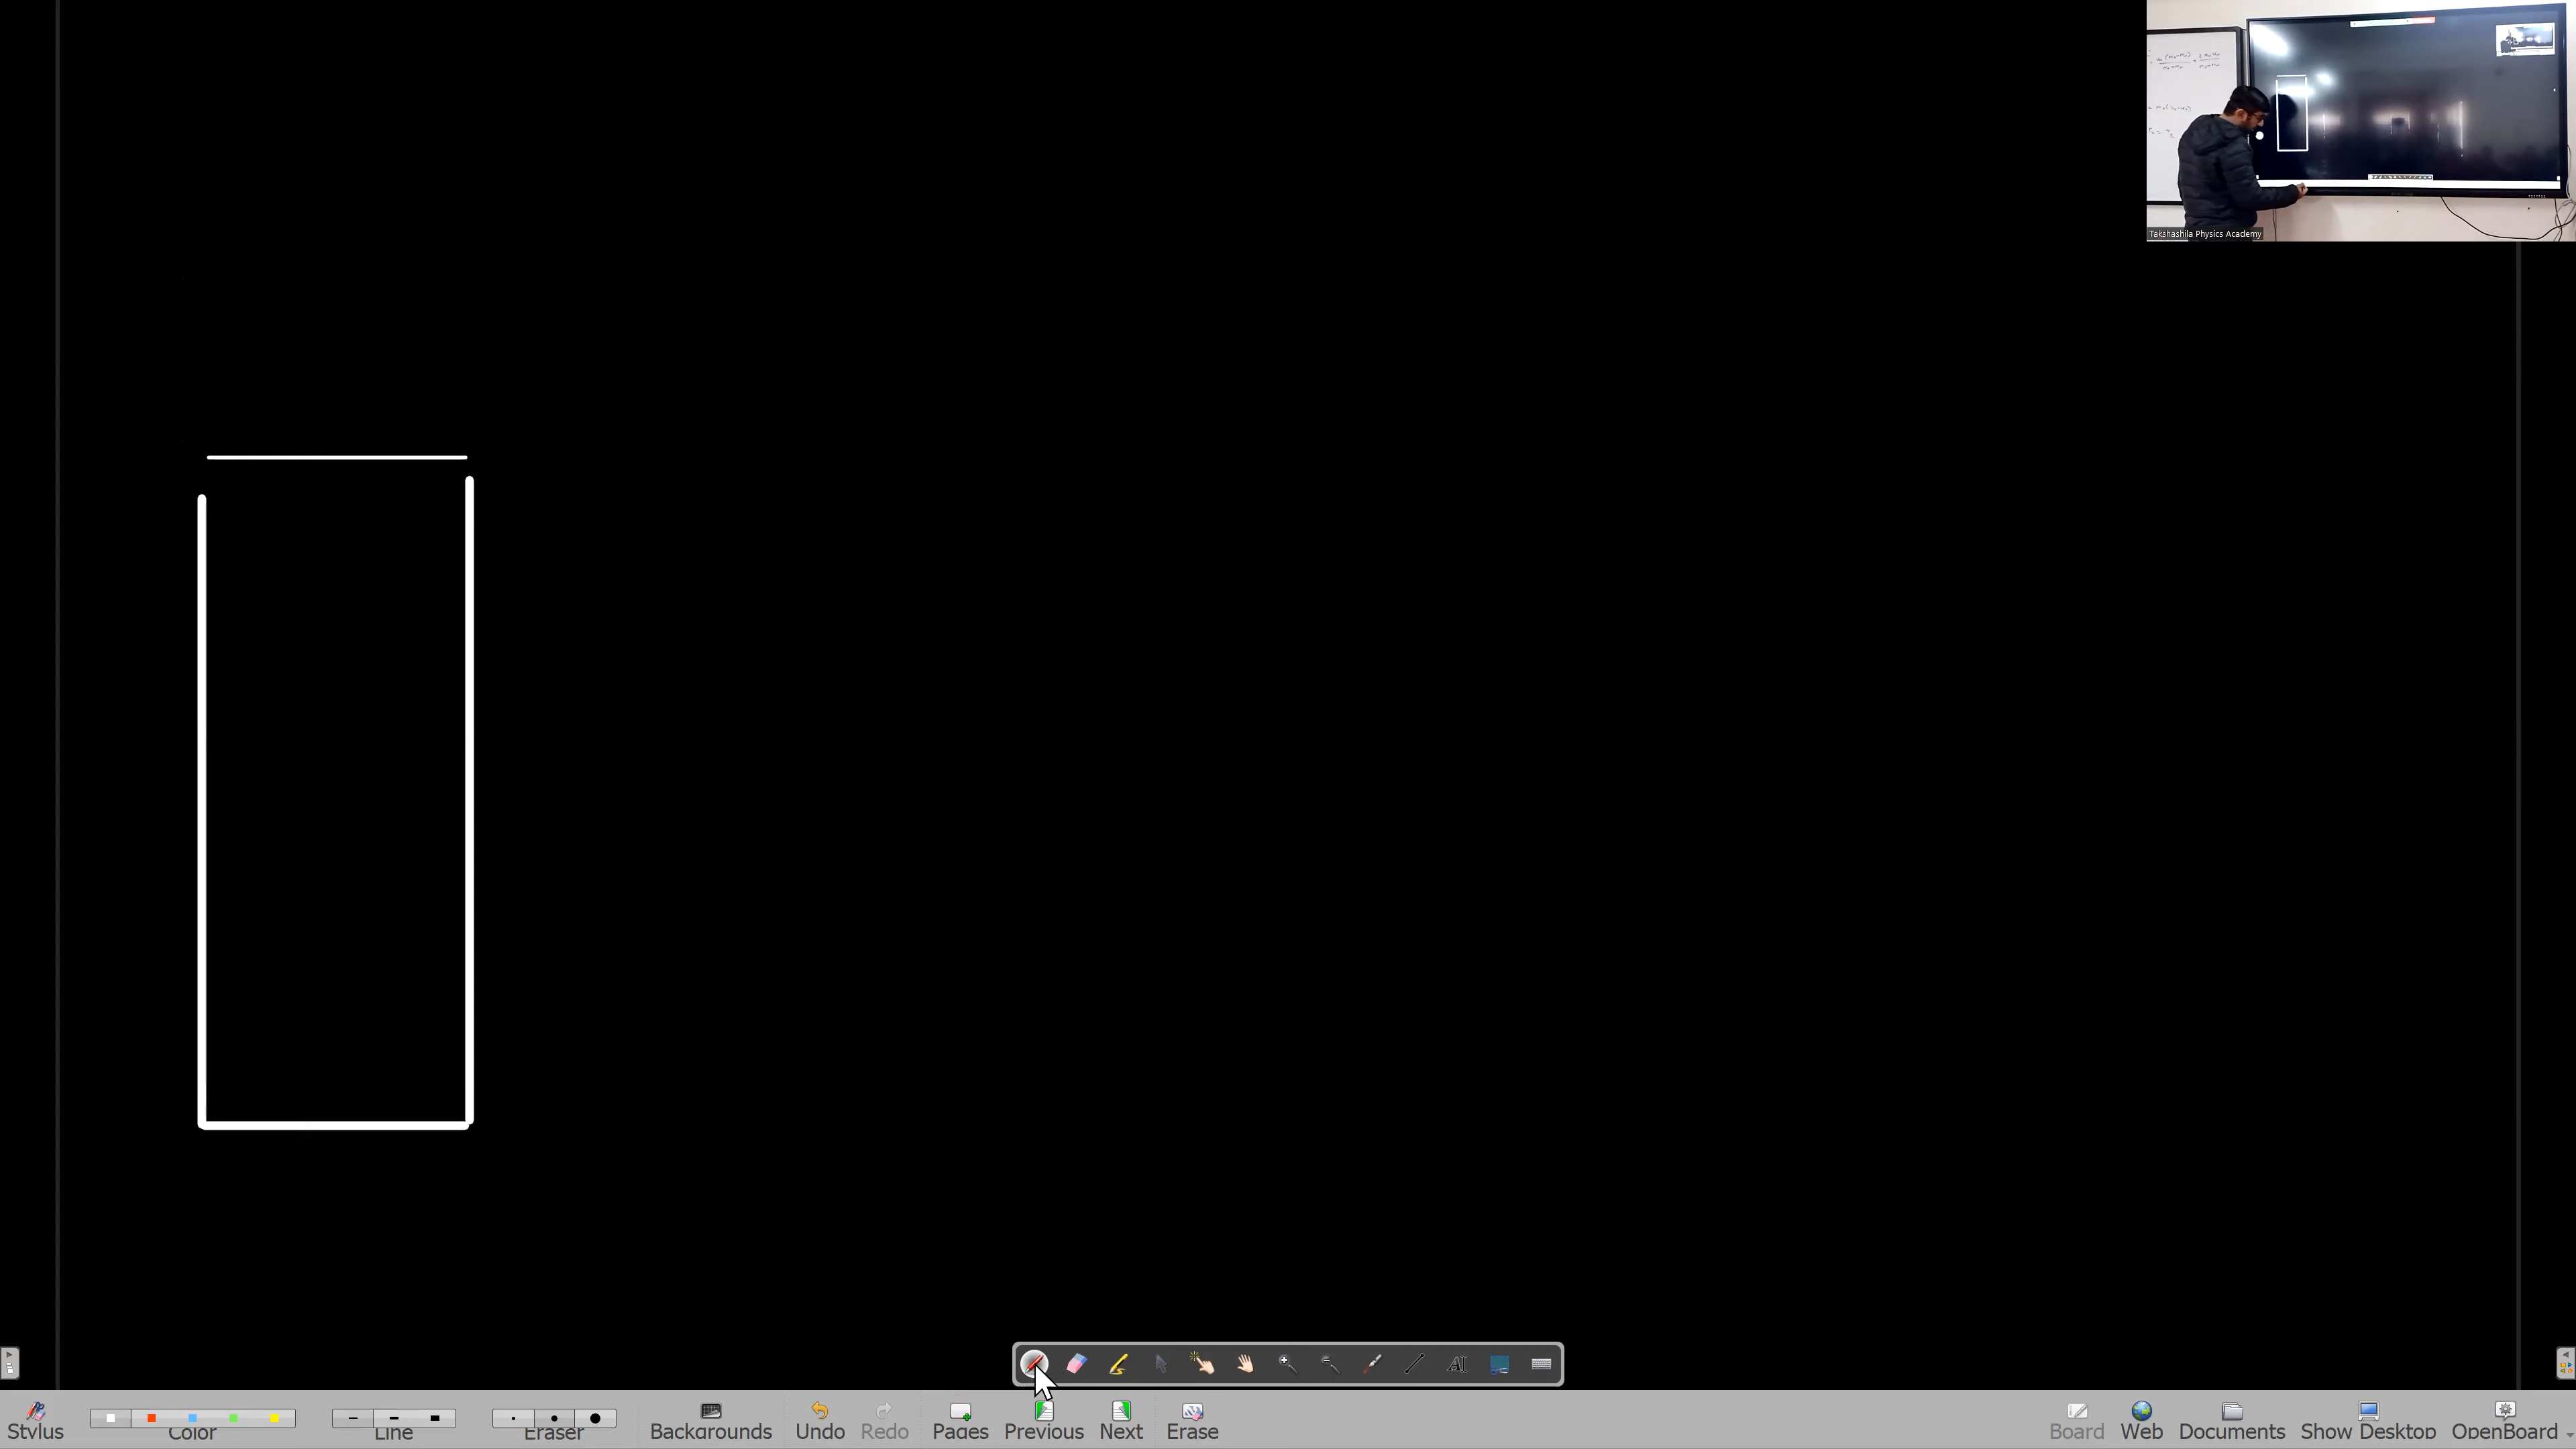 Takshashila Physics Academy
Stylus
Color
Line
Eraser
Backgrounds
Undo
Redo
Pages
Previous
Next
Erase
Board
Web
Documents
Show Desktop
OpenBoard